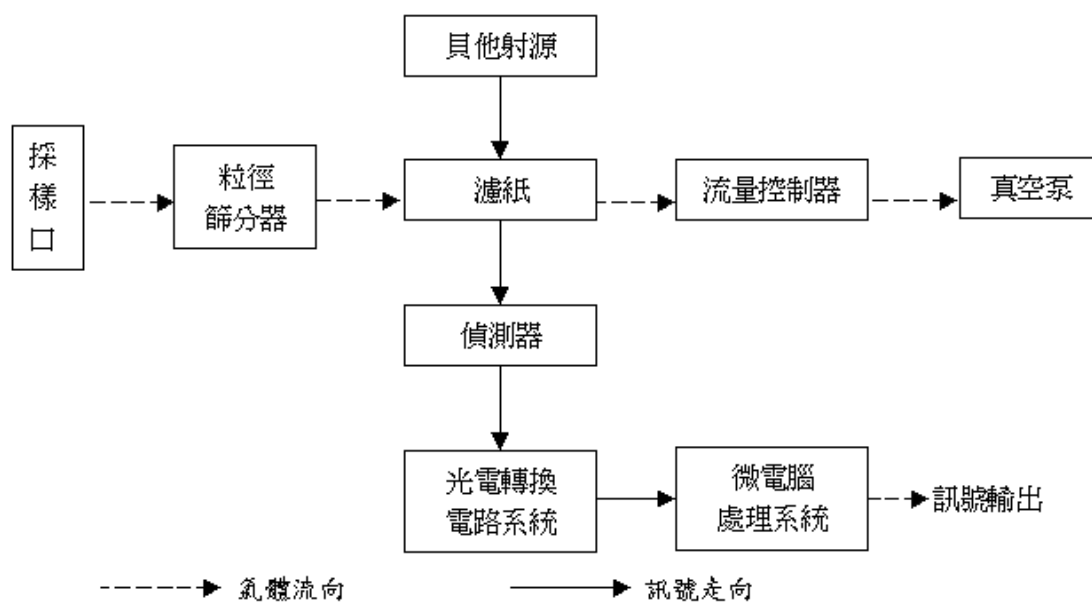 貝他射源
採
樣
口
粒徑
篩分器
濾紙
流量控制器
真空泵
偵測器
光電轉換
電路系統
微電腦
處理系統
訊號輸出
氣體流向
訊號走向